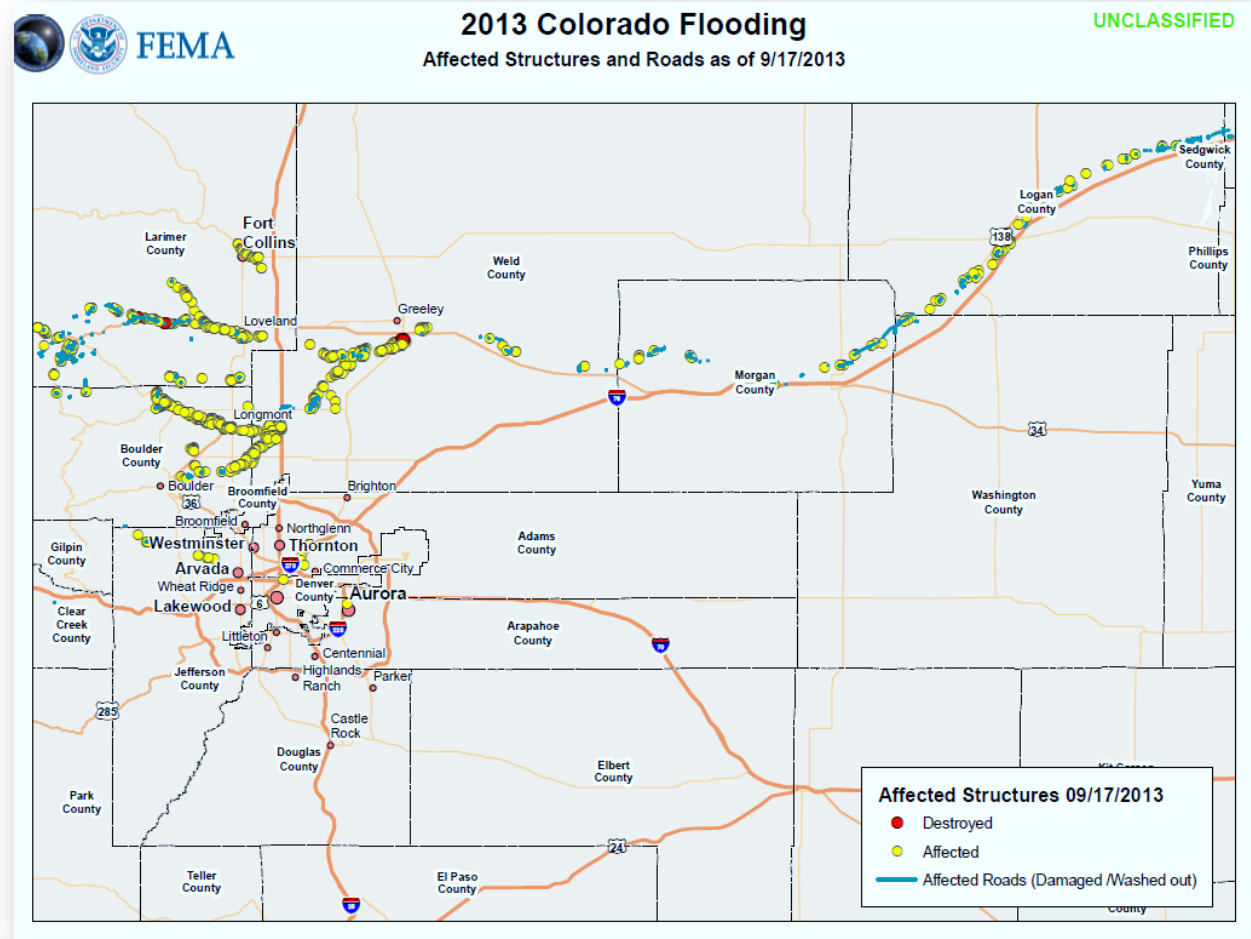 FEMA
2013 Colorado Flooding
Affected Structures and Roads as of 9/17/2013
UNCLASSIFIED
Sedgwick
County
Logan
County
138
Phillips
County
Fort
Collins
Larimer
County
Weld
County
Greeley
Loveland
Morgan
County
76
34
Longmont
Boulder
County
Boulder
36
Broomfield
County
Brighton
Washington
County
Yuma
County
Broomfield
Northglenn
Westminster
Thornton
Adams
County
Gilpin
County
Arvada
270
Commerce City
Wheat Ridge
Denver
County
Aurora
Lakewood
6
Clear
Creek
County
225
Arapahoe
County
70
Littleton
Centennial
Jefferson
County
Highlands
Ranch
Parker
285
Castle
Rock
Douglas
County
Elbert
County
Park
County
24
Teller
County
El Paso
County
25
Affected Structures 09/17/2013
Destroyed
Affected
Affected Roads (Damaged /Washed out)
County